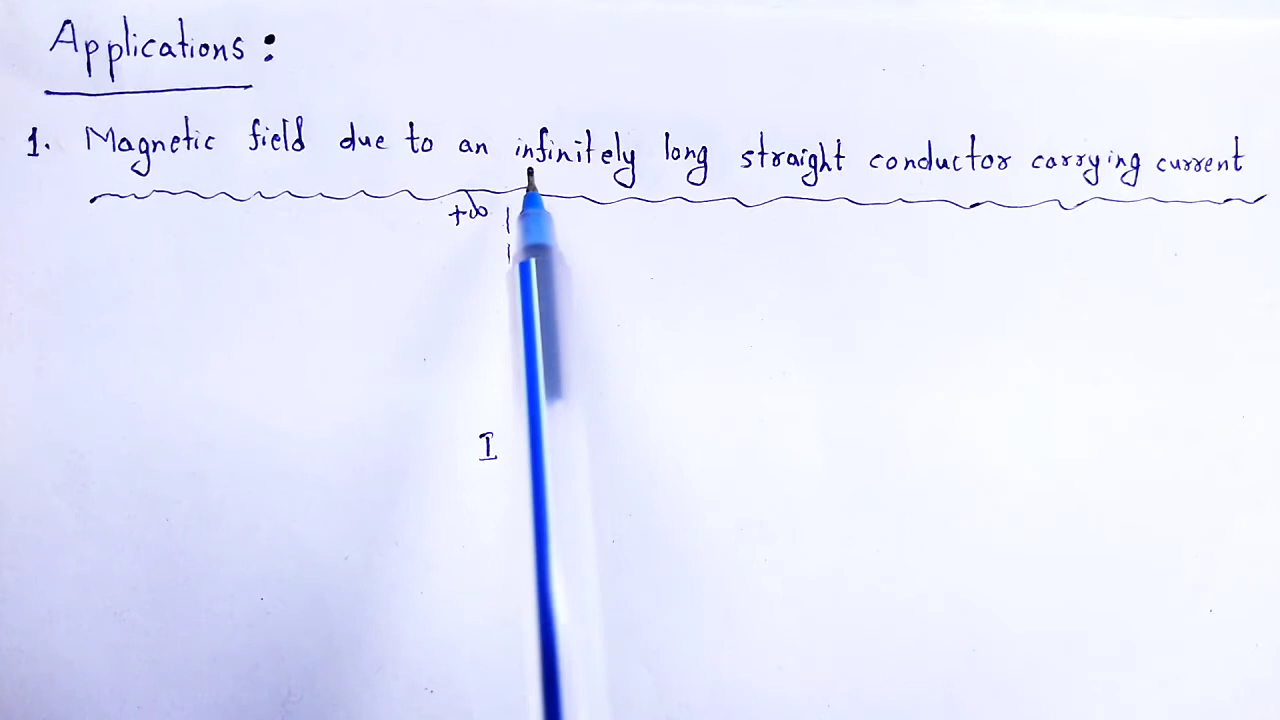 Applications :
1. Magnetic field due to an infinitely long straight conductor carrying current
+∞
I